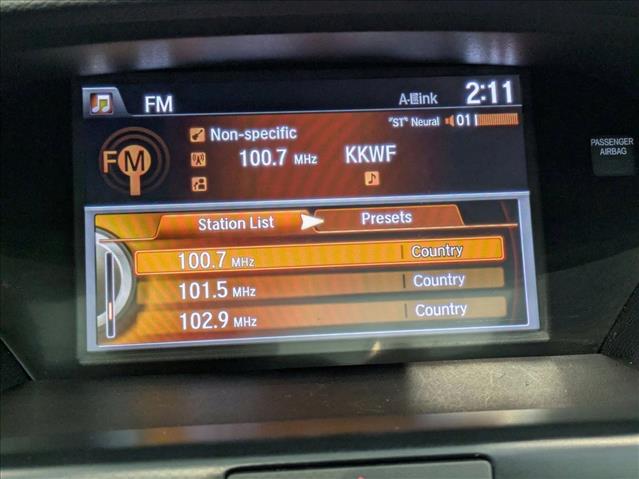 FM A-Link 2:11
"ST" Neural 01
Non-specific
FM 100.7 MHz KKWF
PASSENGER
AIRBAG
Station List Presets
100.7 MHz Country
101.5 MHz Country
102.9 MHz Country